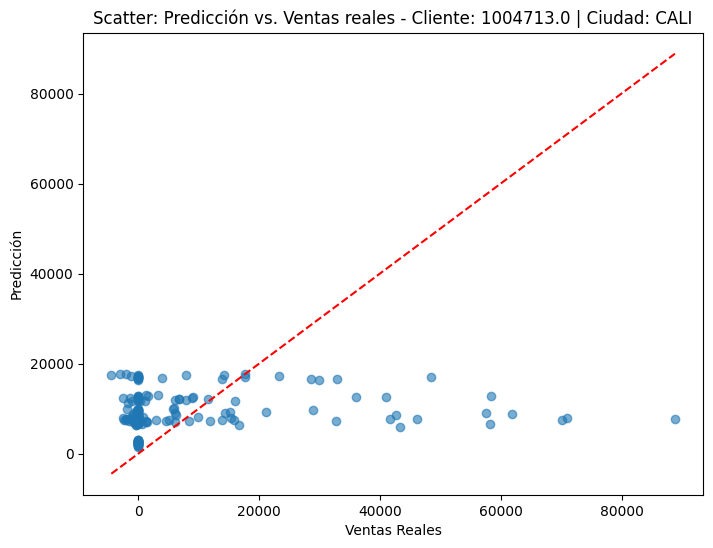 Scatter: Predicción vs. Ventas reales - Cliente: 1004713.0 | Ciudad: CALI
80000
60000
40000
20000
0
Predicción
0 20000 40000 60000 80000
Ventas Reales